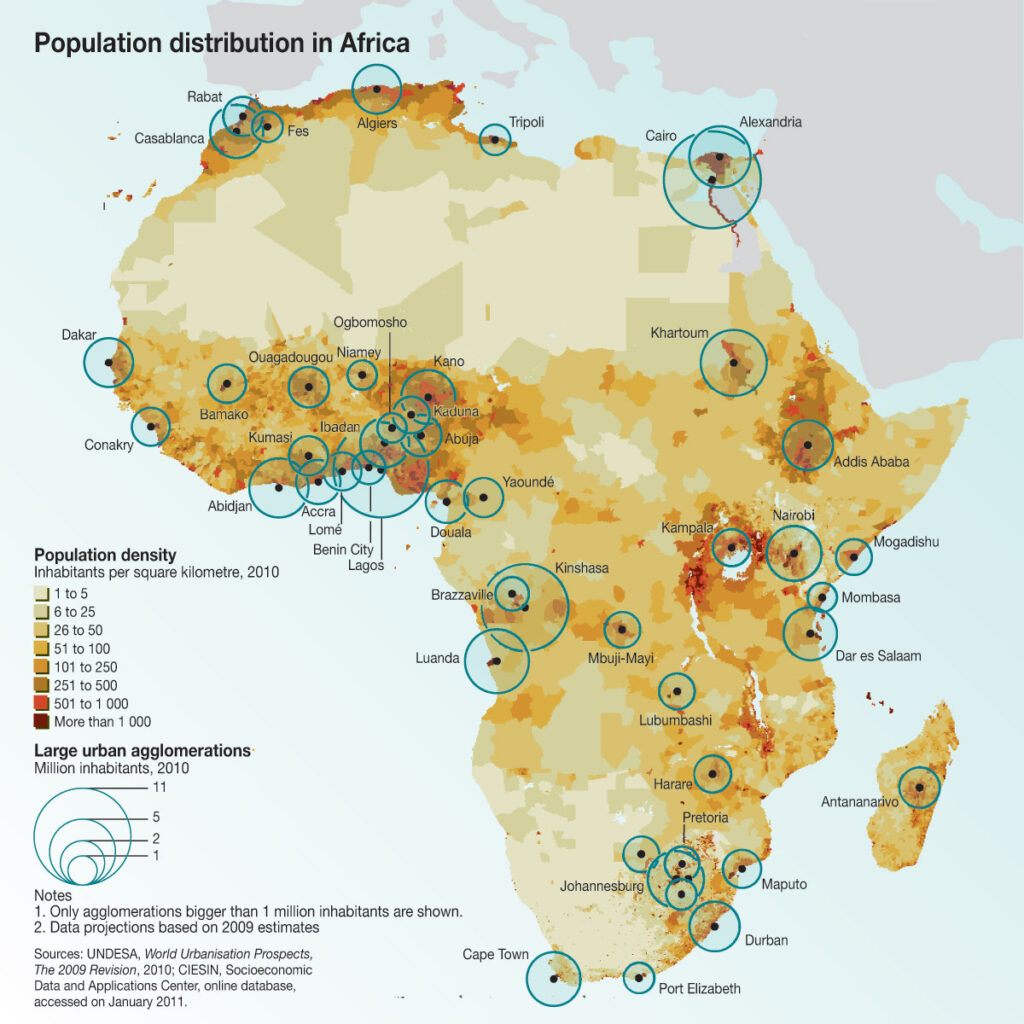 Population distribution in Africa
Rabat
Casablanca
Fes
Algiers
Tripoli
Cairo
Alexandria
Dakar
Ogbomosho
Ouagadougou
Niamey
Kano
Khartoum
Bamako
Kaduna
Conakry
Kumasi
Ibadan
Abuja
Addis Ababa
Abidjan
Accra
Lomé
Benin City
Lagos
Yaoundé
Douala
Kampala
Nairobi
Mogadishu
Kinshasa
Brazzaville
Mombasa
Luanda
Mbuji-Mayi
Dar es Salaam
Lubumbashi
Harare
Antananarivo
Pretoria
Johannesburg
Maputo
Durban
Cape Town
Port Elizabeth
Population density
Inhabitants per square kilometre, 2010
1 to 5
6 to 25
26 to 50
51 to 100
101 to 250
251 to 500
501 to 1 000
More than 1 000
Large urban agglomerations
Million inhabitants, 2010
11
5
2
1
Notes
1. Only agglomerations bigger than 1 million inhabitants are shown.
2. Data projections based on 2009 estimates
Sources: UNDESA, World Urbanisation Prospects,
The 2009 Revision, 2010; CIESIN, Socioeconomic
Data and Applications Center, online database,
accessed on January 2011.